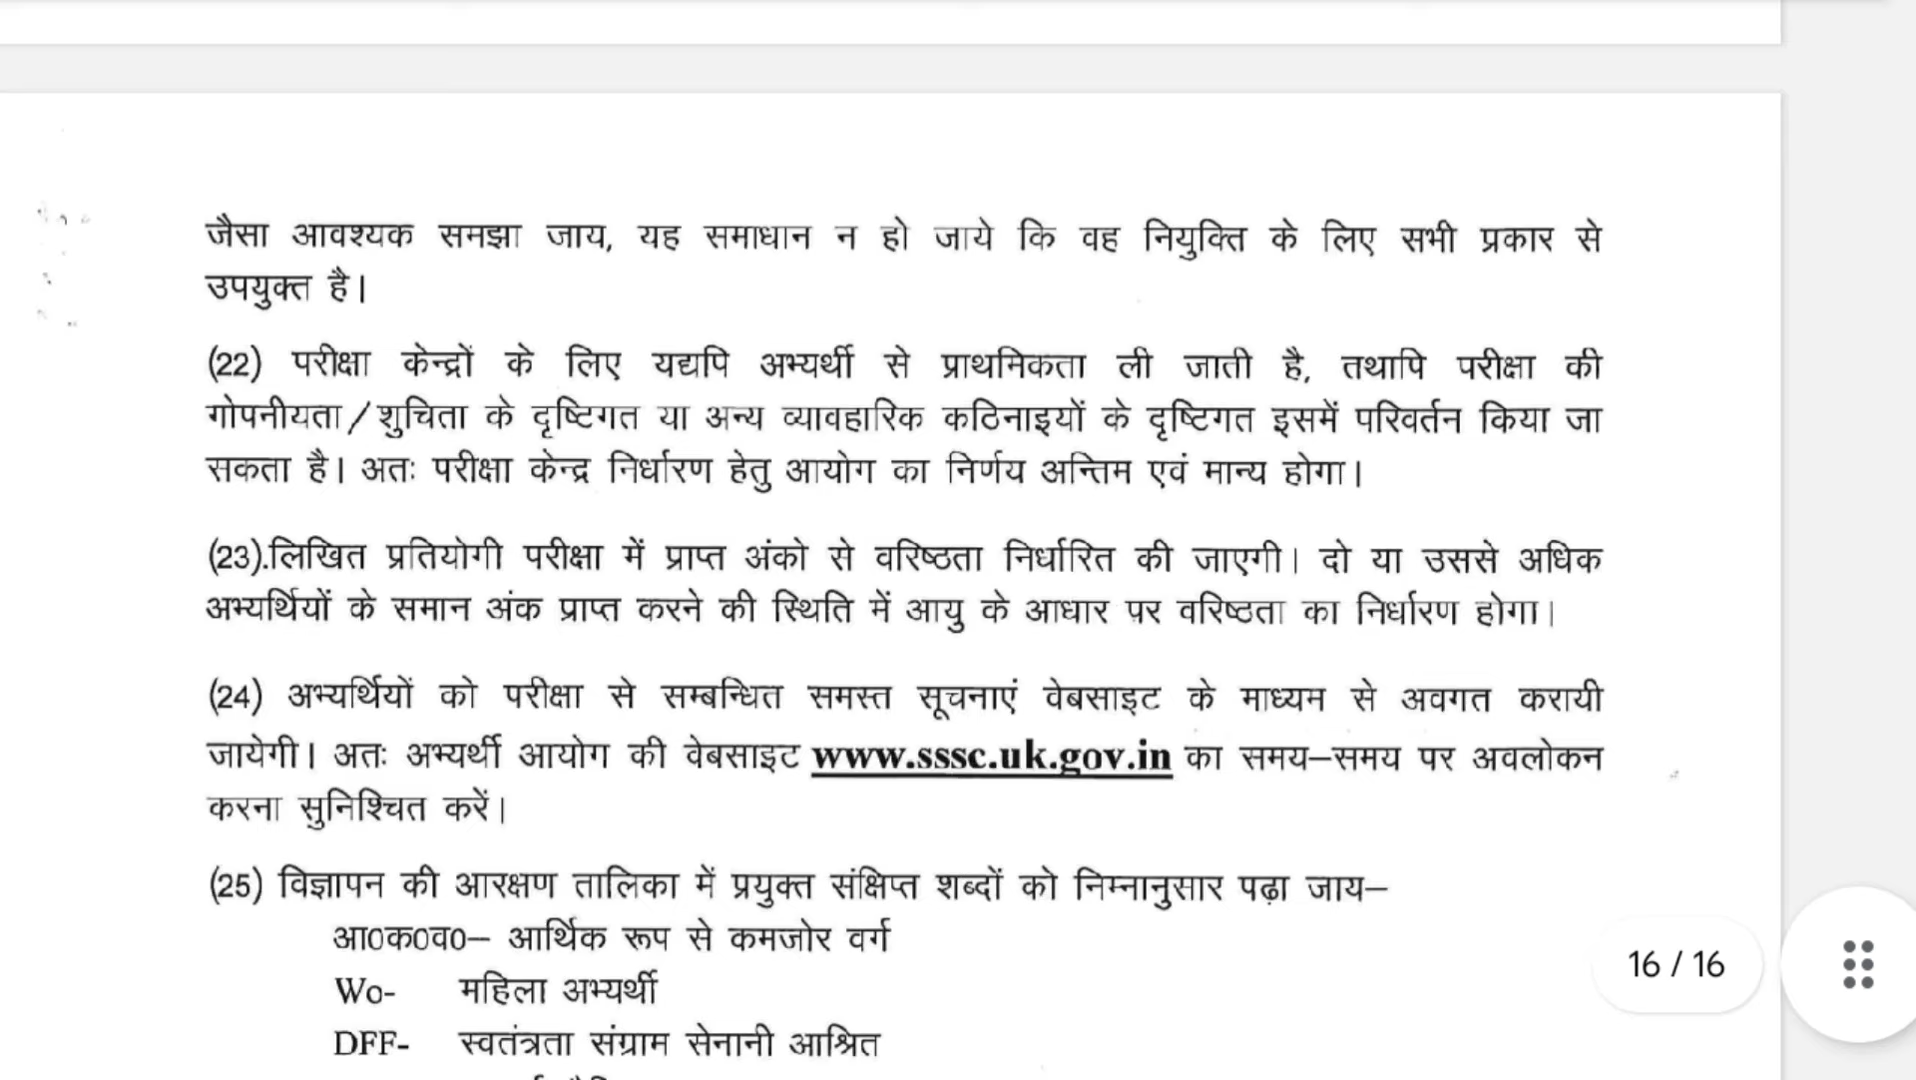 जैसा आवश्यक समझा जाय, यह समाधान न हो जाये कि वह नियुक्ति के लिए सभी प्रकार से
उपयुक्त है।
(22) परीक्षा केन्द्रों के लिए यद्यपि अभ्यर्थी से प्राथमिकता ली जाती है, तथापि परीक्षा की
गोपनीयता/शुचिता के दृष्टिगत या अन्य व्यावहारिक कठिनाइयों के दृष्टिगत इसमें परिवर्तन किया जा
सकता है। अतः परीक्षा केन्द्र निर्धारण हेतु आयोग का निर्णय अन्तिम एवं मान्य होगा।
(23).लिखित प्रतियोगी परीक्षा में प्राप्त अंको से वरिष्ठता निर्धारित की जाएगी। दो या उससे अधिक
अभ्यर्थियों के समान अंक प्राप्त करने की स्थिति में आयु के आधार पर वरिष्ठता का निर्धारण होगा।
(24) अभ्यर्थियों को परीक्षा से सम्बन्धित समस्त सूचनाएं वेबसाइट के माध्यम से अवगत करायी
जायेगी। अतः अभ्यर्थी आयोग की वेबसाइट www.sssc.uk.gov.in का समय–समय पर अवलोकन
करना सुनिश्चित करें।
(25) विज्ञापन की आरक्षण तालिका में प्रयुक्त संक्षिप्त शब्दों को निम्नानुसार पढ़ा जाय–
आ0क0व0– आर्थिक रूप से कमजोर वर्ग
Wo- महिला अभ्यर्थी
DFF- स्वतंत्रता संग्राम सेनानी आश्रित
16 / 16